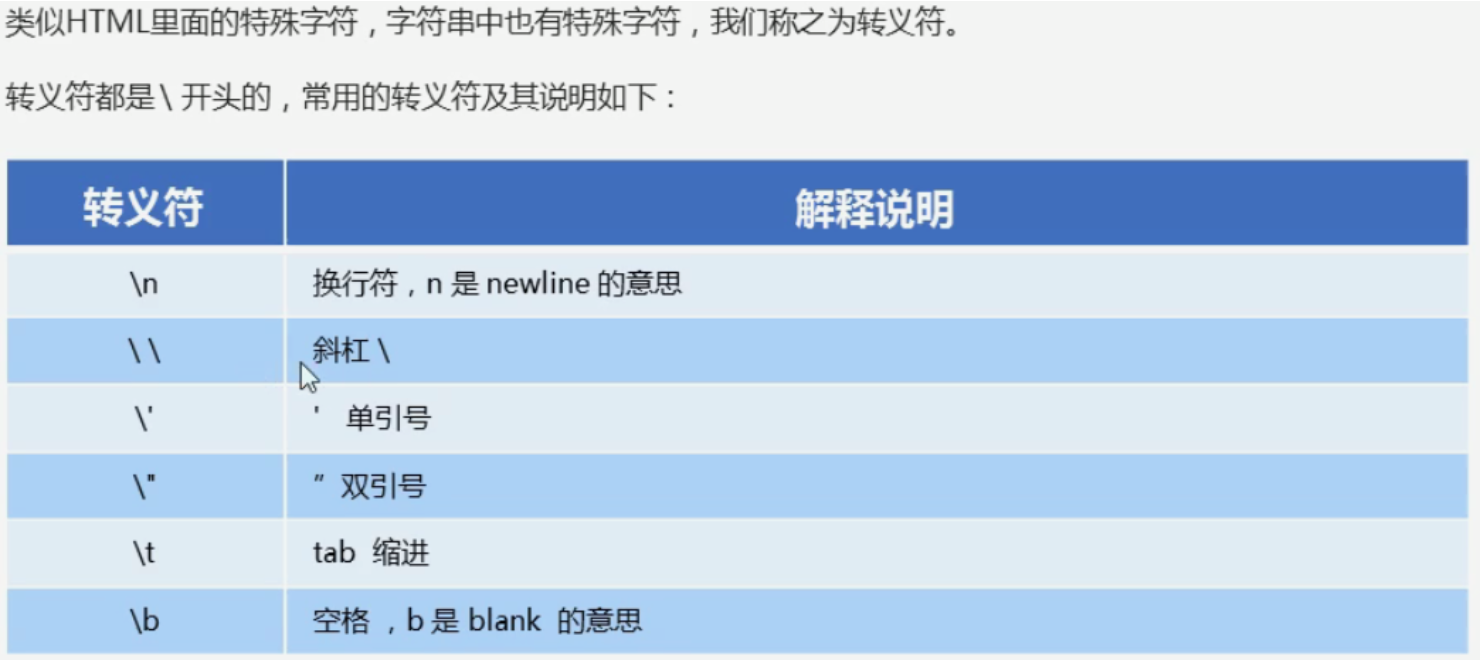 类似HTML里面的特殊字符，字符串中也有特殊字符，我们称之为转义符。
转义符都是 \ 开头的，常用的转义符及其说明如下：
转义符 解释说明
\n 换行符，n 是 newline 的意思
\ \ 斜杠 \
\' ' 单引号
\" ” 双引号
\t tab 缩进
\b 空格 ，b 是 blank 的意思